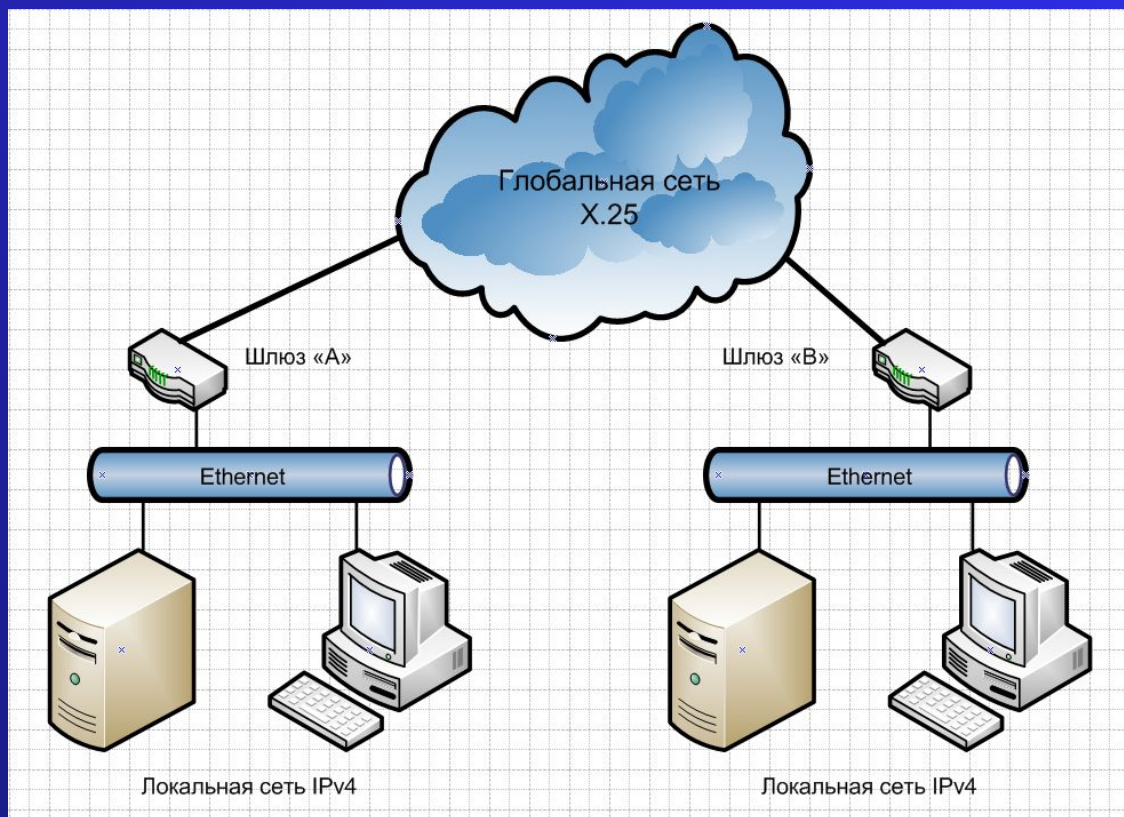 Глобальная сеть
X.25
Шлюз «А»
Шлюз «В»
Ethernet
Ethernet
Локальная сеть IPv4
Локальная сеть IPv4